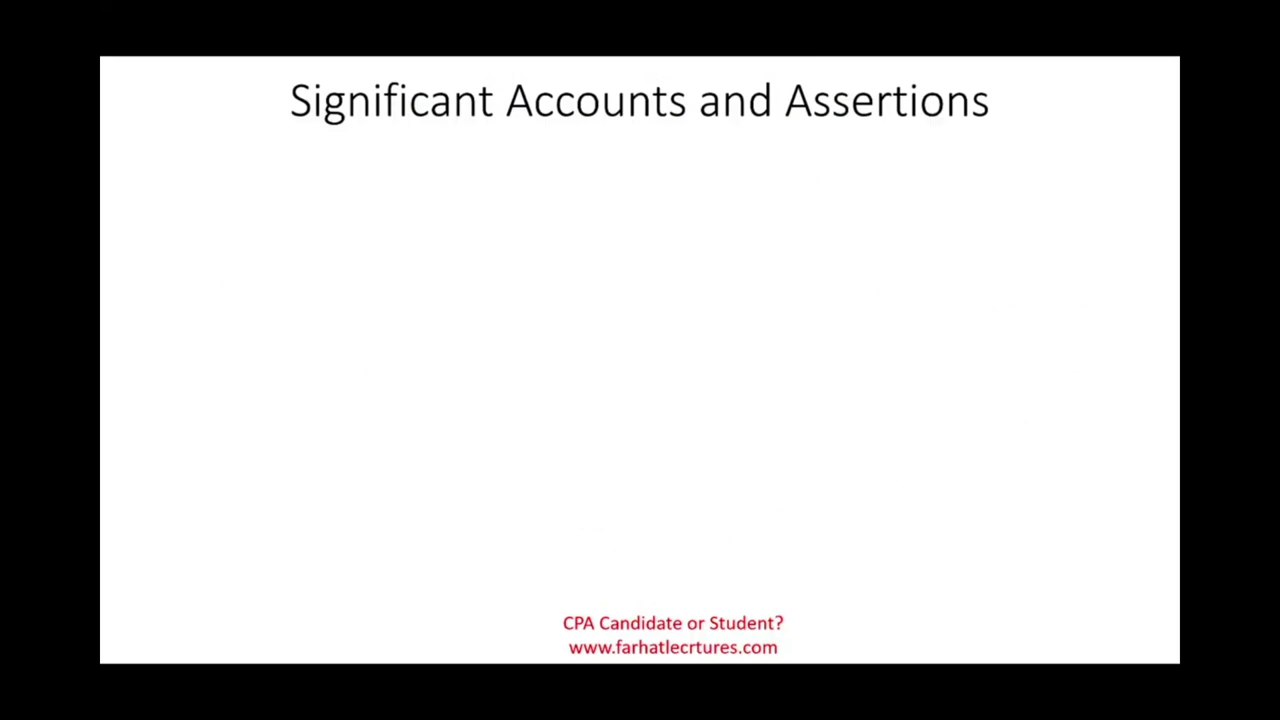 Significant Accounts and Assertions
CPA Candidate or Student?
www.farhatlecrtures.com